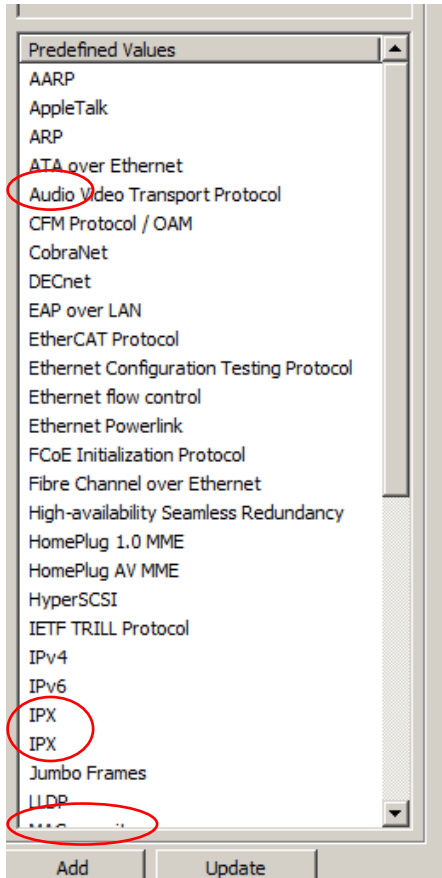 Predefined Values
AARP
AppleTalk
ARP
ATA over Ethernet
Audio Video Transport Protocol
CFM Protocol / OAM
CobraNet
DECnet
EAP over LAN
EtherCAT Protocol
Ethernet Configuration Testing Protocol
Ethernet flow control
Ethernet Powerlink
FCoE Initialization Protocol
Fibre Channel over Ethernet
High-availability Seamless Redundancy
HomePlug 1.0 MME
HomePlug AV MME
HyperSCSI
IETF TRILL Protocol
IPv4
IPv6
IPX
IPX
Jumbo Frames
LLDP
Add Update